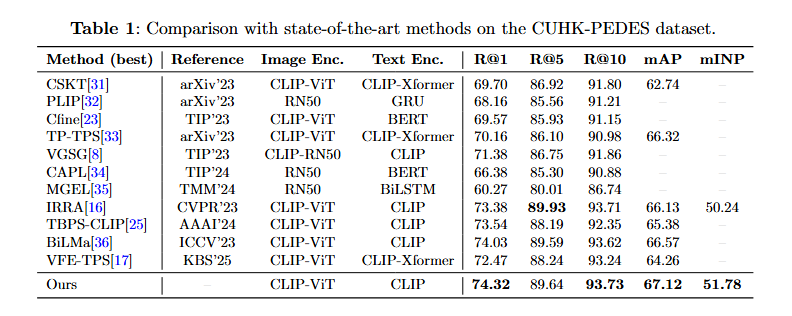 Table 1: Comparison with state-of-the-art methods on the CUHK-PEDES dataset.
Method (best) Reference Image Enc. Text Enc. R@1 R@5 R@10 mAP mINP
CSKT[31] arXiv'23 CLIP-ViT CLIP-Xformer 69.70 86.92 91.80 62.74 –
PLIP[32] arXiv'23 RN50 GRU 68.16 85.56 91.21 – –
Cfine[23] TIP'23 CLIP-ViT BERT 69.57 85.93 91.15 – –
TP-TPS[33] arXiv'23 CLIP-ViT CLIP-Xformer 70.16 86.10 90.98 66.32 –
VGSG[8] TIP'23 CLIP-RN50 CLIP 71.38 86.75 91.86 – –
CAPL[34] TIP'24 RN50 BERT 66.38 85.30 90.88 – –
MGEL[35] TMM'24 RN50 BiLSTM 60.27 80.01 86.74 – –
IRRA[16] CVPR'23 CLIP-ViT CLIP 73.38 89.93 93.71 66.13 50.24
TBPS-CLIP[25] AAAI'24 CLIP-ViT CLIP 73.54 88.19 92.35 65.38 –
BiLMa[36] ICCV'23 CLIP-ViT CLIP 74.03 89.59 93.62 66.57 –
VFE-TPS[17] KBS'25 CLIP-ViT CLIP-Xformer 72.47 88.24 93.24 64.26 –
Ours – CLIP-ViT CLIP 74.32 89.64 93.73 67.12 51.78